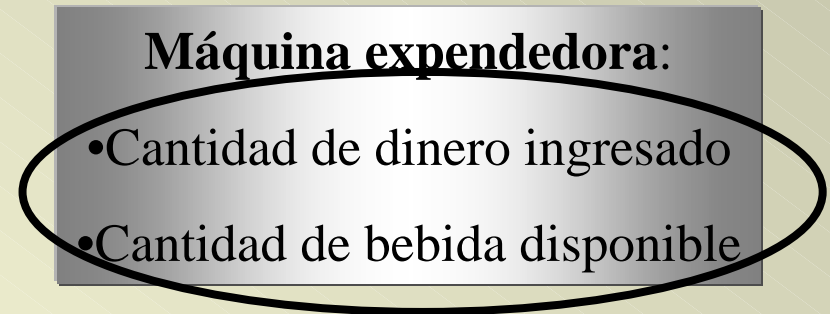 Máquina expendedora:
•Cantidad de dinero ingresado
•Cantidad de bebida disponible